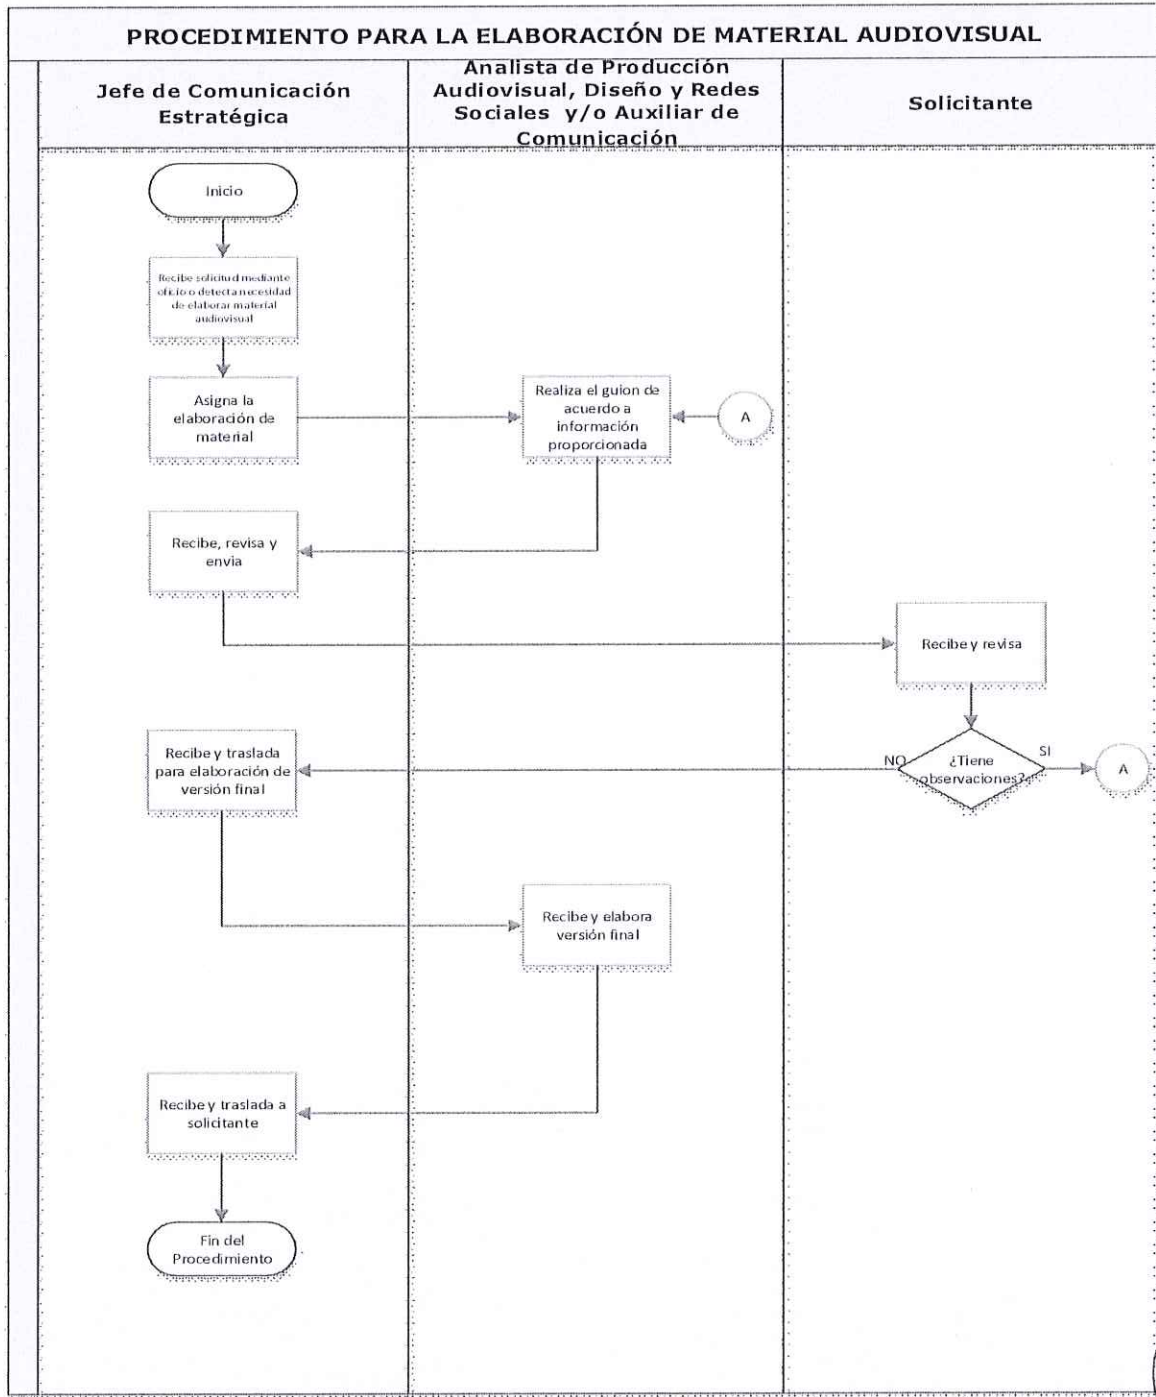 PROCEDIMIENTO PARA LA ELABORACIÓN DE MATERIAL AUDIOVISUAL
Jefe de Comunicación
Estratégica
Analista de Producción
Audiovisual, Diseño y Redes
Sociales y/o Auxiliar de
Comunicación
Solicitante
Inicio
Recibe solicitud mediante
oficio o detecta necesidad
de elaborar material
audiovisual
Asigna la
elaboración de
material
Realiza el guion de
acuerdo a
información
proporcionada
A
Recibe, revisa y
envia
Recibe y revisa
Recibe y traslada
para elaboración de
versión final
NO
¿Tiene
observaciones?
SI
A
Recibe y elabora
versión final
Recibe y traslada a
solicitante
Fin del
Procedimiento